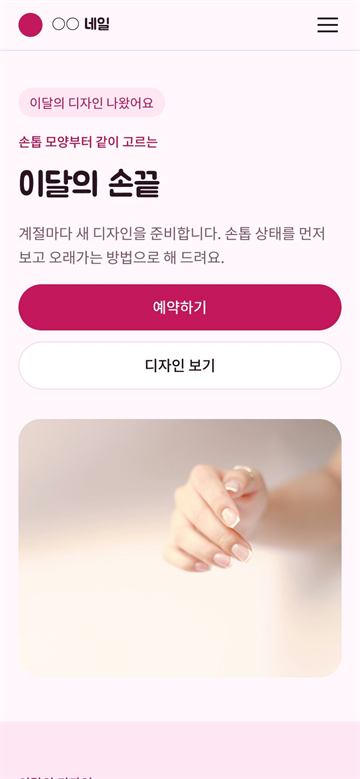 ○○ 네일
이달의 디자인 나왔어요
손톱 모양부터 같이 고르는
이달의 손끝
계절마다 새 디자인을 준비합니다. 손톱 상태를 먼저
보고 오래가는 방법으로 해 드려요.
예약하기
디자인 보기